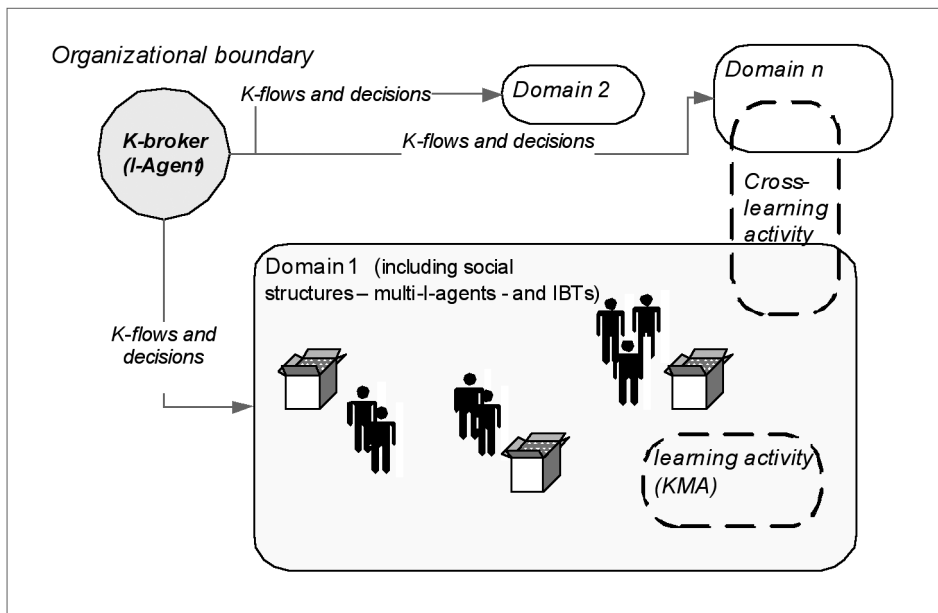 Organizational boundary
K-flows and decisions
Domain 2
Domain n
K-broker
(I-Agent)
K-flows and decisions
Cross-
learning
activity
Domain 1 (including social
structures – multi-I-agents - and IBTs)
K-flows and
decisions
learning activity
(KMA)